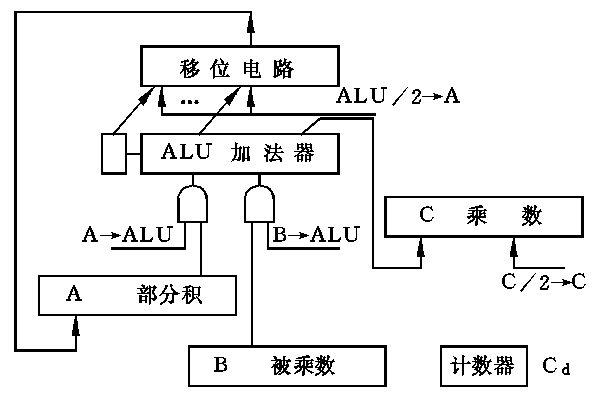 移位电路
...
ALU／2→A
ALU 加法器
C 乘数
A→ALU
B→ALU
C／2→C
A 部分积
B 被乘数
计数器 Cd